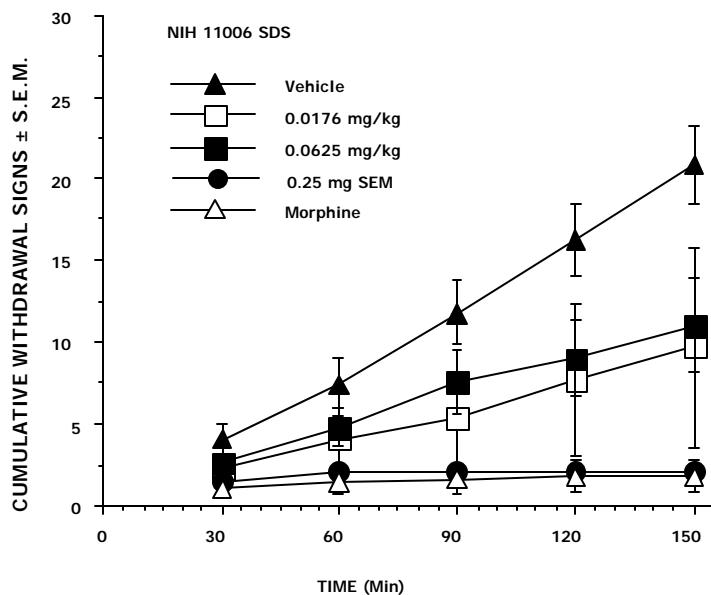 30
NIH 11006 SDS
Vehicle
25
0.0176 mg/kg
0.0625 mg/kg
20
0.25 mg SEM
Morphine
15
10
5
0
CUMULATIVE WITHDRAWAL SIGNS ± S.E.M.
0 30 60 90 120 150
TIME (Min)